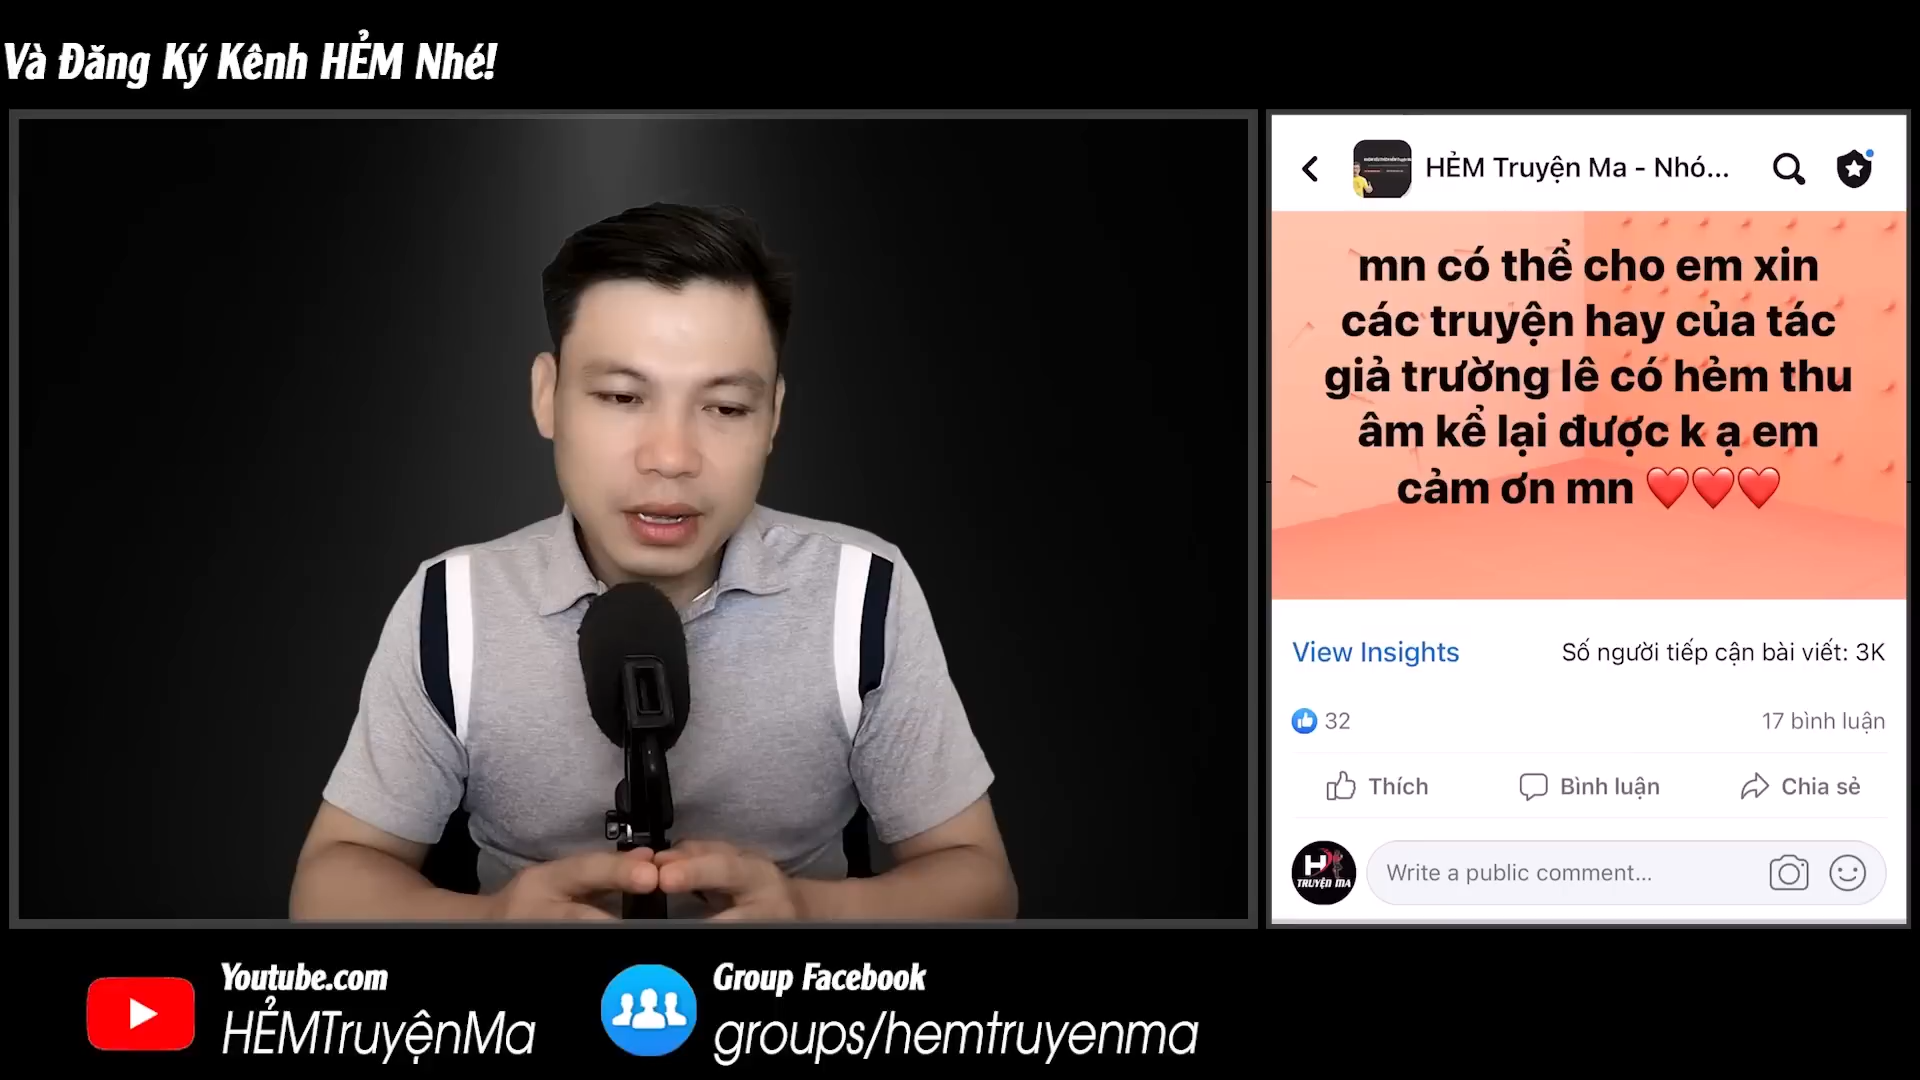 Và Đăng Ký Kênh HẺM Nhé!
HẺM Truyện Ma - Nhó...
mn có thể cho em xin
các truyện hay của tác
giả trường lê có hẻm thu
âm kể lại được k ạ em
cảm ơn mn ❤️❤️❤️
View Insights
Số người tiếp cận bài viết: 3K
32
17 bình luận
Thích
Bình luận
Chia sẻ
H
TRUYỆN MA
Write a public comment...
Youtube.com
HẺMTruyệnMa
Group Facebook
groups/hemtruyenma